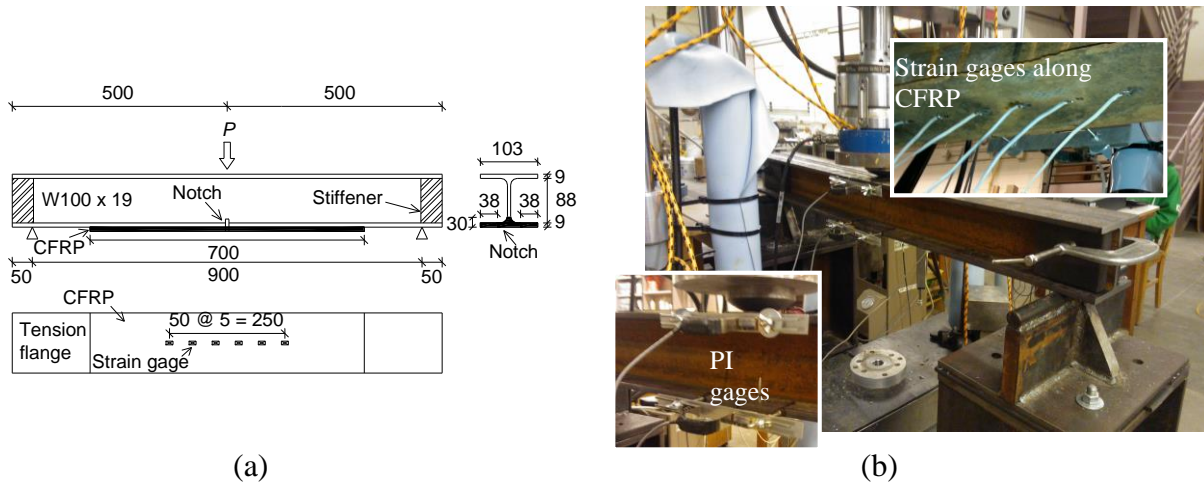 500
500
P
103
W100 x 19
Notch
Stiffener
9
38
38
88
30
9
CFRP
Notch
700
50
900
50
CFRP
50 @ 5 = 250
Tension
flange
Strain gage
(a)
Strain gages along
CFRP
PI
gages
(b)